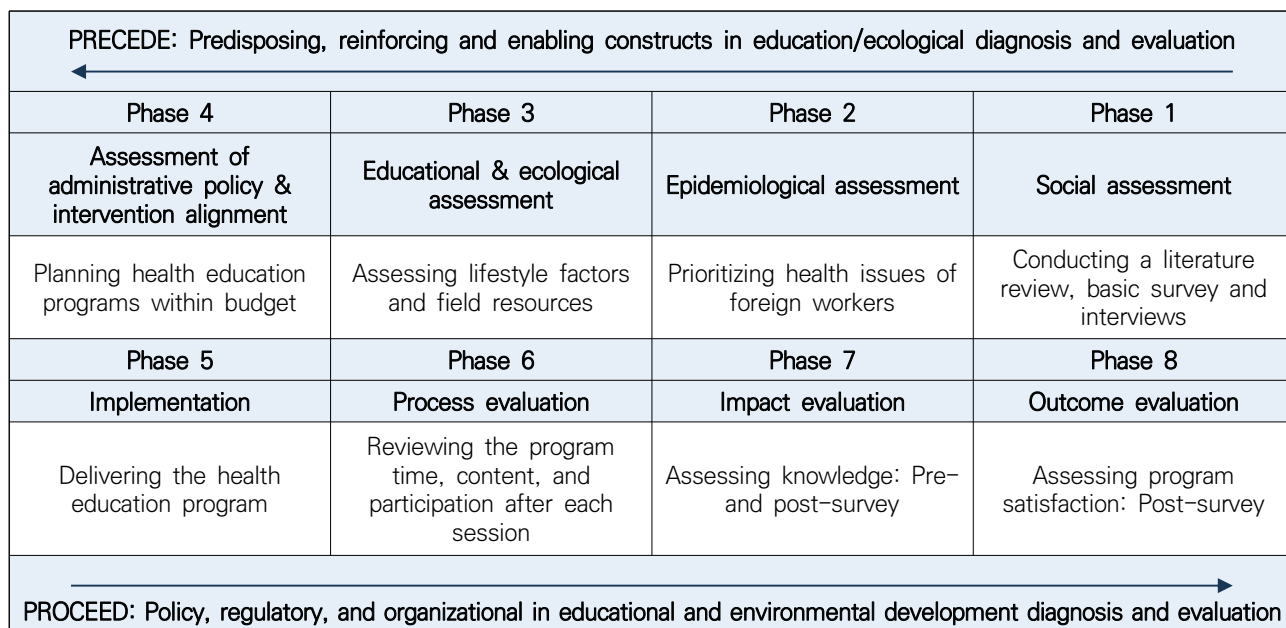 PRECEDE: Predisposing, reinforcing and enabling constructs in education/ecological diagnosis and evaluation
Phase 4
Phase 3
Phase 2
Phase 1
Assessment of
administrative policy &
intervention alignment
Educational & ecological
assessment
Epidemiological assessment
Social assessment
Planning health education
programs within budget
Assessing lifestyle factors
and field resources
Prioritizing health issues of
foreign workers
Conducting a literature
review, basic survey and
interviews
Phase 5
Phase 6
Phase 7
Phase 8
Implementation
Process evaluation
Impact evaluation
Outcome evaluation
Delivering the health
education program
Reviewing the program
time, content, and
participation after each
session
Assessing knowledge: Pre-
and post-survey
Assessing program
satisfaction: Post-survey
PROCEED: Policy, regulatory, and organizational in educational and environmental development diagnosis and evaluation